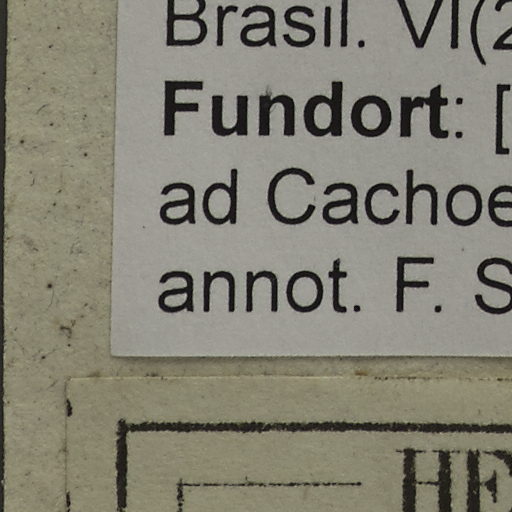 Brasil. VI(2
Fundort: [
ad Cachoe
annot. F. S
HE